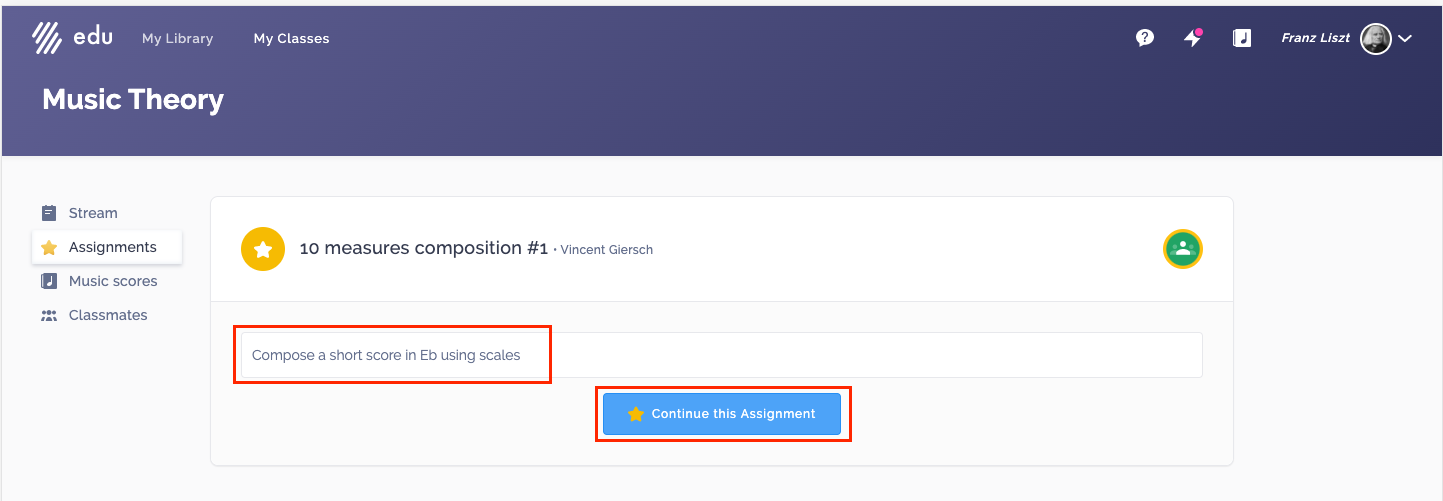 edu My Library My Classes Franz Liszt
Music Theory
Stream
Assignments
Music scores
Classmates
10 measures composition #1 • Vincent Giersch
Compose a short score in Eb using scales
Continue this Assignment